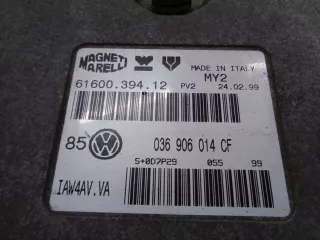 MAGNETI MARELLI
MADE IN ITALY
MY2
61600.394.12 PV2 24.02.99
85 036 906 014 CF
S+0D7P29 055 99
IAW4AV.VA